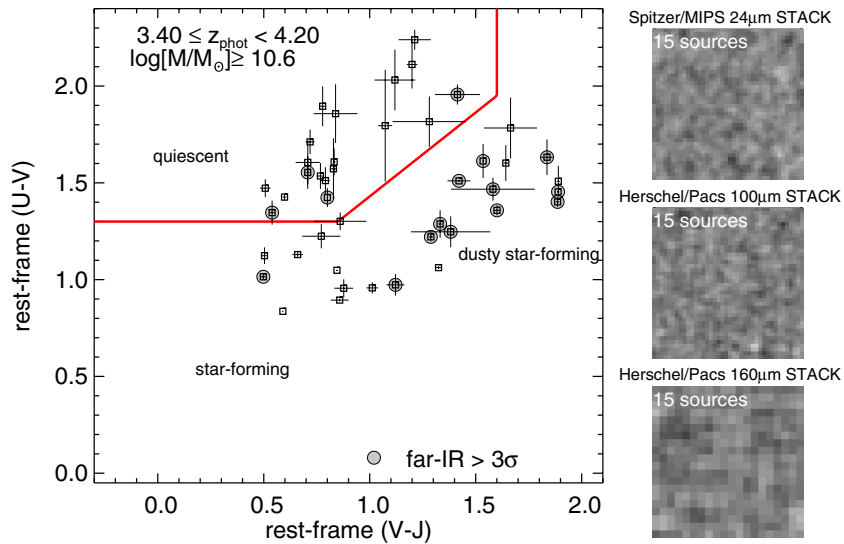 3.40 ≤ z_phot < 4.20
log[M/M⊙]≥ 10.6
quiescent
dusty star-forming
star-forming
far-IR > 3σ
rest-frame (U-V)
2.0
1.5
1.0
0.5
0.0
0.0 0.5 1.0 1.5 2.0
rest-frame (V-J)
Spitzer/MIPS 24μm STACK
15 sources
Herschel/Pacs 100μm STACK
15 sources
Herschel/Pacs 160μm STACK
15 sources